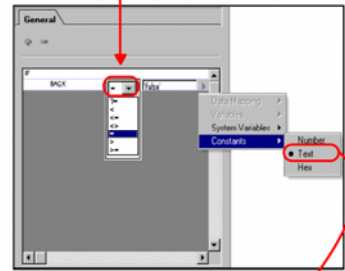 General
IF
BACK = 'false'
?=
<
<=
<>
=
>
>=
Data Mapping
Variables
System Variables
Constants
Number
Text
Hex